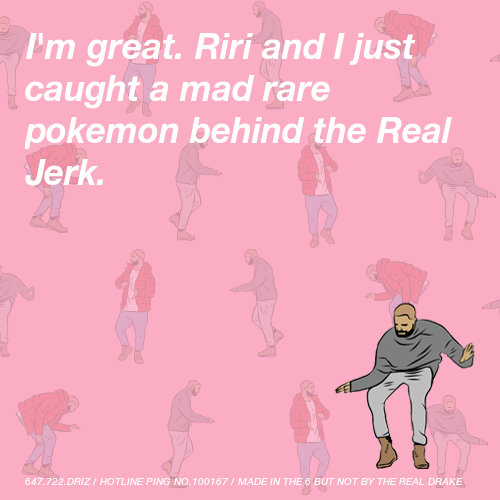 I'm great. Riri and I just
caught a mad rare
pokemon behind the Real
Jerk.
647.722.DRIZ / HOTLINE PING NO.100167 / MADE IN THE 6 BUT NOT BY THE REAL DRAKE